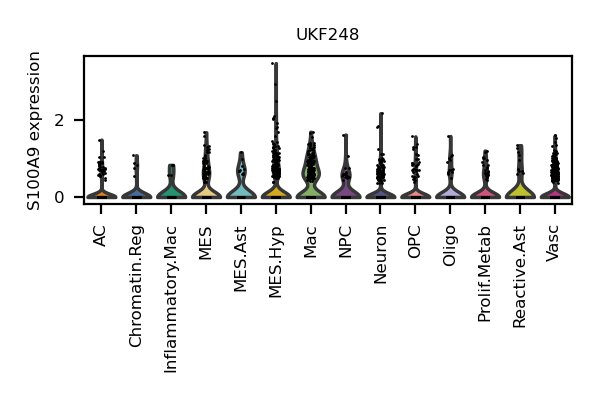 UKF248
S100A9 expression
2
0
AC
Chromatin.Reg
Inflammatory.Mac
MES
MES.Ast
MES.Hyp
Mac
NPC
Neuron
OPC
Oligo
Prolif.Metab
Reactive.Ast
Vasc